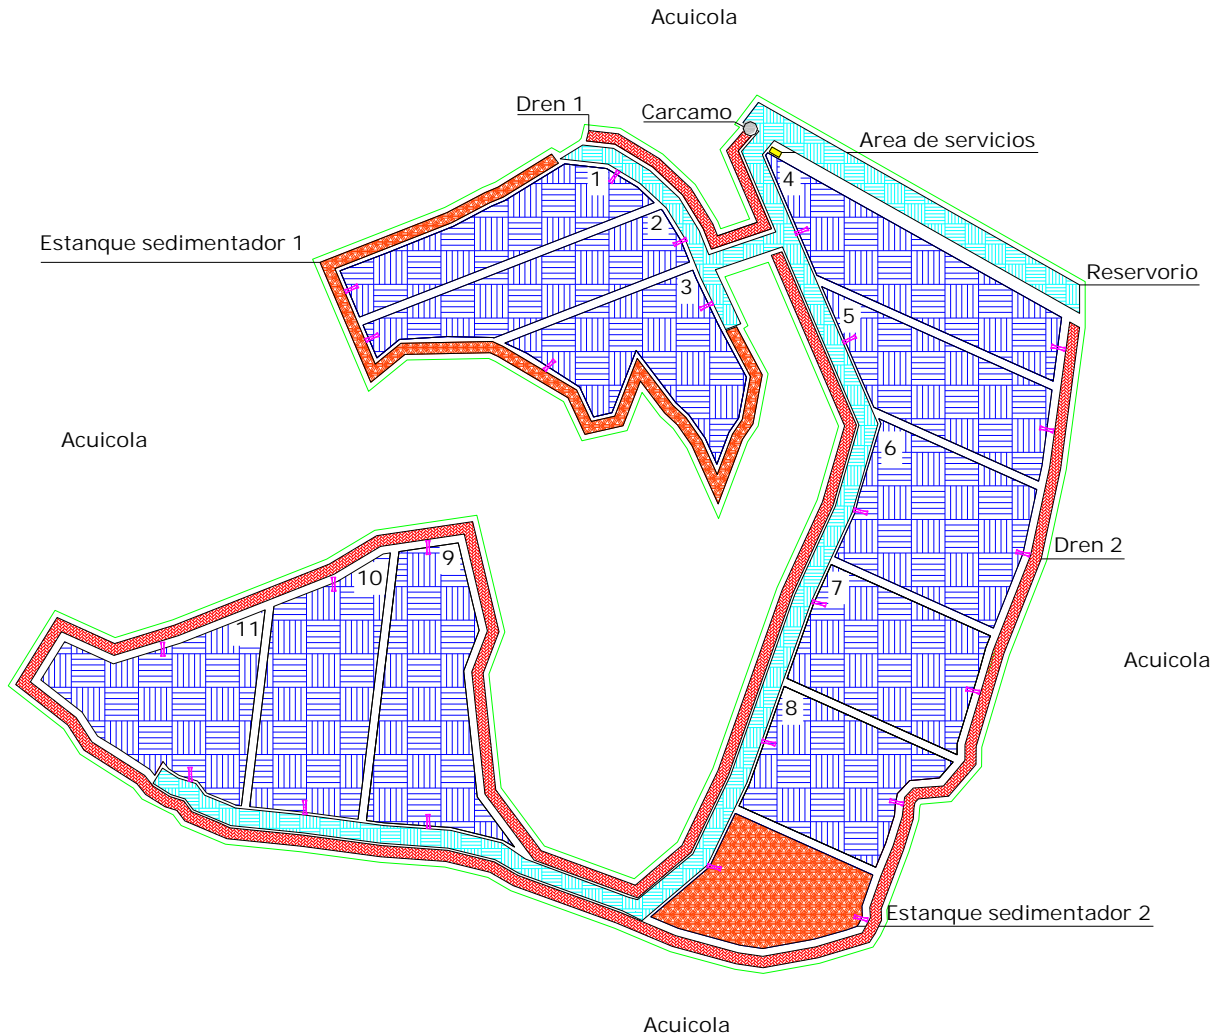 Acuicola
Dren 1
Carcamo
Area de servicios
1
4
2
Estanque sedimentador 1
Reservorio
3
5
Acuicola
6
Dren 2
9
10
7
11
Acuicola
8
Estanque sedimentador 2
Acuicola